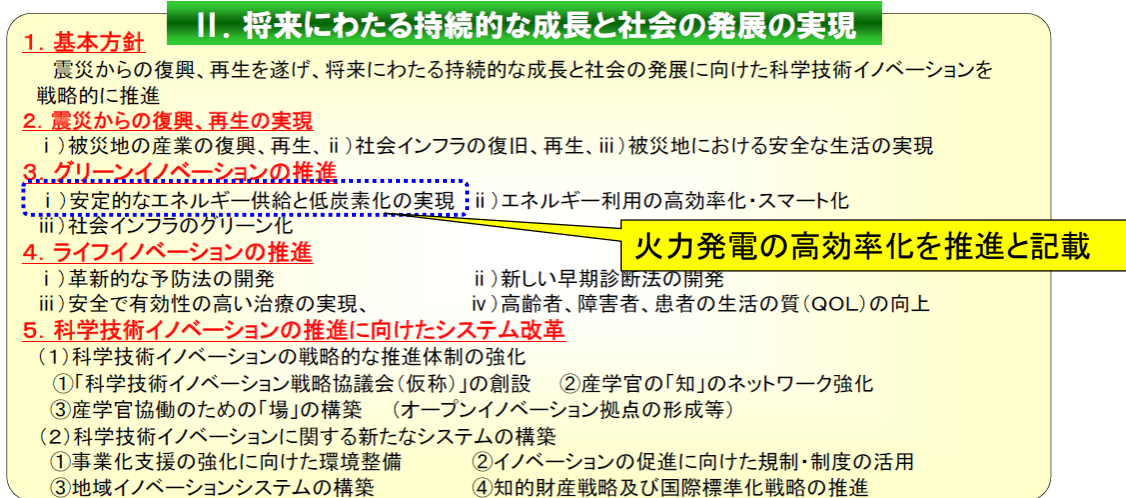 Ⅱ. 将来にわたる持続的な成長と社会の発展の実現
1. 基本方針
震災からの復興、再生を遂げ、将来にわたる持続的な成長と社会の発展に向けた科学技術イノベーションを
戦略的に推進
2. 震災からの復興、再生の実現
ⅰ)被災地の産業の復興、再生、ⅱ)社会インフラの復旧、再生、ⅲ)被災地における安全な生活の実現
3. グリーンイノベーションの推進
ⅰ)安定的なエネルギー供給と低炭素化の実現 ⅱ)エネルギー利用の高効率化・スマート化
ⅲ)社会インフラのグリーン化
火力発電の高効率化を推進と記載
4. ライフイノベーションの推進
ⅰ)革新的な予防法の開発 ⅱ)新しい早期診断法の開発
ⅲ)安全で有効性の高い治療の実現、 ⅳ)高齢者、障害者、患者の生活の質(QOL)の向上
5. 科学技術イノベーションの推進に向けたシステム改革
(1)科学技術イノベーションの戦略的な推進体制の強化
①「科学技術イノベーション戦略協議会(仮称)」の創設 ②産学官の「知」のネットワーク強化
③産学官協働のための「場」の構築 (オープンイノベーション拠点の形成等)
(2)科学技術イノベーションに関する新たなシステムの構築
①事業化支援の強化に向けた環境整備 ②イノベーションの促進に向けた規制・制度の活用
③地域イノベーションシステムの構築 ④知的財産戦略及び国際標準化戦略の推進